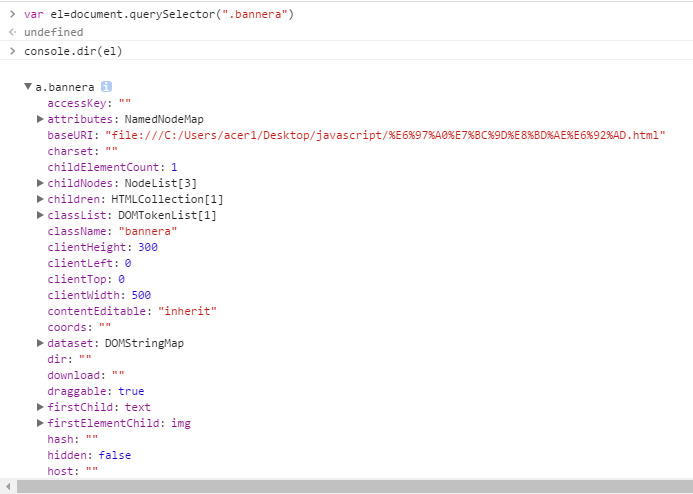 var el=document.querySelector(".bannera")
undefined
console.dir(el)
a.bannera i
accessKey: ""
attributes: NamedNodeMap
baseURI: "file:///C:/Users/acer1/Desktop/javascript/%E6%97%A0%E7%BC%9D%E8%BD%AE%E6%92%AD.html"
charset: ""
childElementCount: 1
childNodes: NodeList[3]
children: HTMLCollection[1]
classList: DOMTokenList[1]
className: "bannera"
clientHeight: 300
clientLeft: 0
clientTop: 0
clientWidth: 500
contentEditable: "inherit"
coords: ""
dataset: DOMStringMap
dir: ""
download: ""
draggable: true
firstChild: text
firstElementChild: img
hash: ""
hidden: false
host: ""